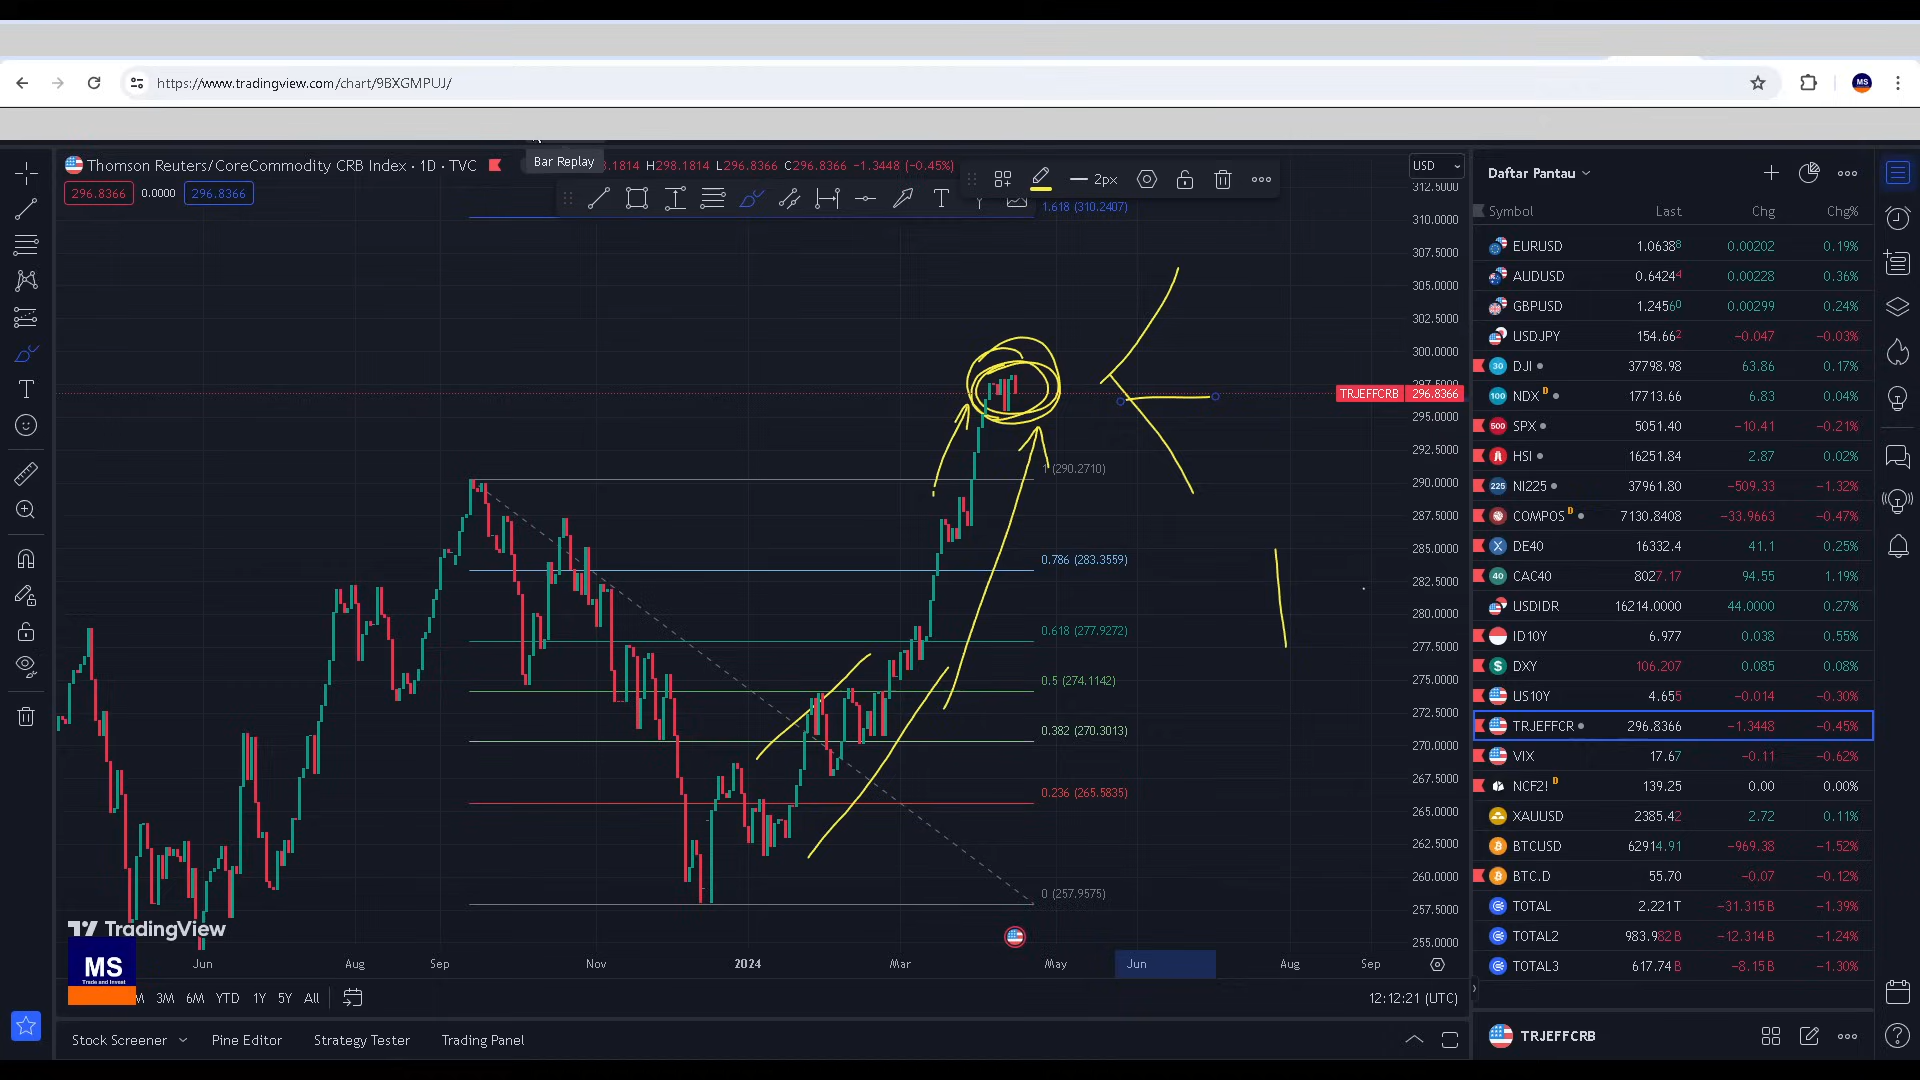 https://www.tradingview.com/chart/9BXGMPUJ/
MS
Thomson Reuters/CoreCommodity CRB Index · 1D · TVC
H298.1814 L296.8366 C296.8366 −1.3448 (−0.45%)
Bar Replay
296.8366 0.0000 296.8366
2px
T
USD
312.5000
310.0000
307.5000
305.0000
302.5000
300.0000
295.0000
292.5000
290.0000
287.5000
285.0000
282.5000
280.0000
277.5000
275.0000
272.5000
270.0000
267.5000
265.0000
262.5000
260.0000
257.5000
255.0000
TRJEFFCRB 296.8366
1.618 (310.2407)
1 (290.2710)
0.786 (283.3559)
0.618 (277.9272)
0.5 (274.1142)
0.382 (270.3013)
0.236 (265.5835)
0 (257.9575)
TradingView
MS
Trade and Invest
Jun Aug Sep Nov 2024 Mar May Jun Aug Sep
3M 6M YTD 1Y 5Y All
12:12:21 (UTC)
Stock Screener Pine Editor Strategy Tester Trading Panel
Daftar Pantau
Symbol Last Chg Chg%
EURUSD 1.06388 0.00202 0.19%
AUDUSD 0.64244 0.00228 0.36%
GBPUSD 1.24560 0.00299 0.24%
USDJPY 154.662 −0.047 −0.03%
30 DJI 37798.98 63.86 0.17%
100 NDX D 17713.66 6.83 0.04%
500 SPX 5051.40 −10.41 −0.21%
HSI 16251.84 2.87 0.02%
225 NI225 37961.80 −509.33 −1.32%
COMPOS D 7130.8408 −33.9663 −0.47%
X DE40 16332.4 41.1 0.25%
40 CAC40 8027.17 94.55 1.19%
USDIDR 16214.0000 44.0000 0.27%
ID10Y 6.977 0.038 0.55%
$ DXY 106.207 0.085 0.08%
US10Y 4.655 −0.014 −0.30%
TRJEFFCR 296.8366 −1.3448 −0.45%
VIX 17.67 −0.11 −0.62%
NCF2! D 139.25 0.00 0.00%
XAUUSD 2385.42 2.72 0.11%
BTCUSD 62914.91 −969.38 −1.52%
BTC.D 55.70 −0.07 −0.12%
TOTAL 2.221T −31.315B −1.39%
TOTAL2 983.982B −12.314B −1.24%
TOTAL3 617.74B −8.15B −1.30%
TRJEFFCRB